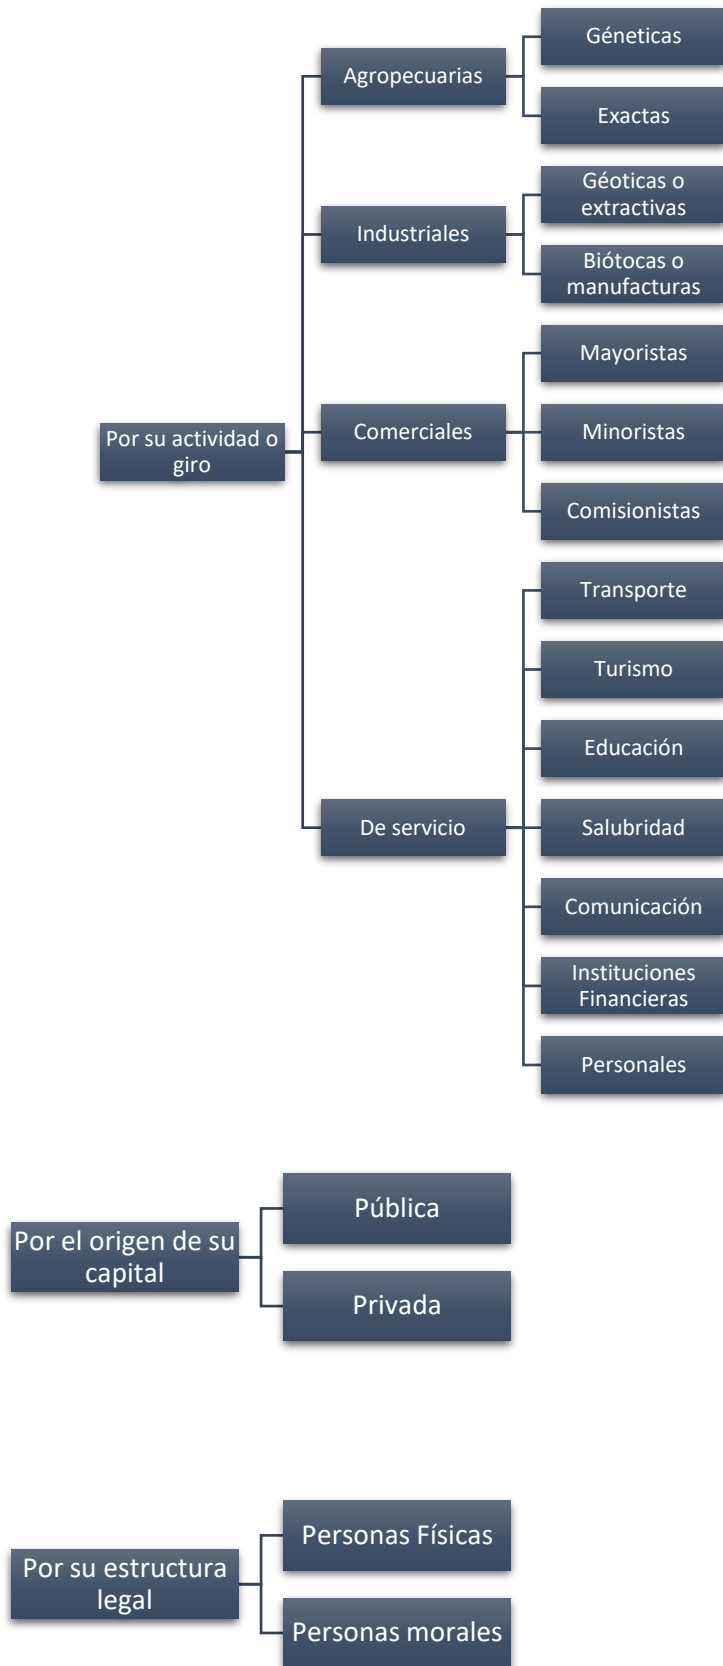 Por su actividad o
giro
Agropecuarias
Géneticas
Exactas
Industriales
Géoticas o
extractivas
Biótocas o
manufacturas
Comerciales
Mayoristas
Minoristas
Comisionistas
De servicio
Transporte
Turismo
Educación
Salubridad
Comunicación
Instituciones
Financieras
Personales
Por el origen de su
capital
Pública
Privada
Por su estructura
legal
Personas Físicas
Personas morales